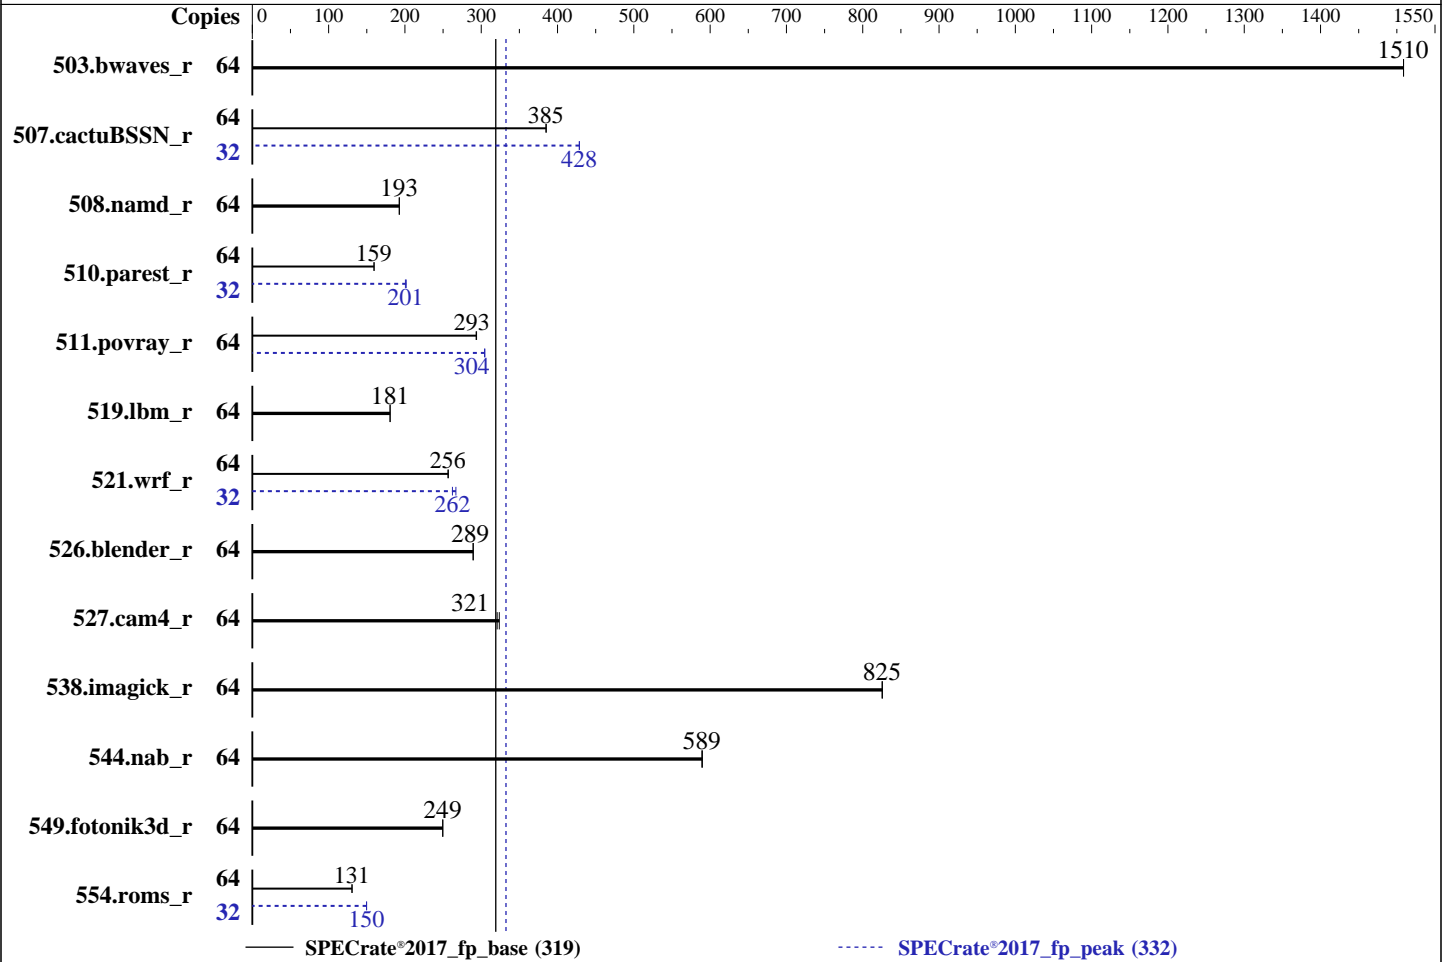 Copies 0 100 200 300 400 500 600 700 800 900 1000 1100 1200 1300 1400 1550
503.bwaves_r 64 1510
507.cactuBSSN_r 64 385
32 428
508.namd_r 64 193
510.parest_r 64 159
32 201
511.povray_r 64 293
304
519.lbm_r 64 181
521.wrf_r 64 256
32 262
526.blender_r 64 289
527.cam4_r 64 321
538.imagick_r 64 825
544.nab_r 64 589
549.fotonik3d_r 64 249
554.roms_r 64 131
32 150
SPECrate®2017_fp_base (319) SPECrate®2017_fp_peak (332)